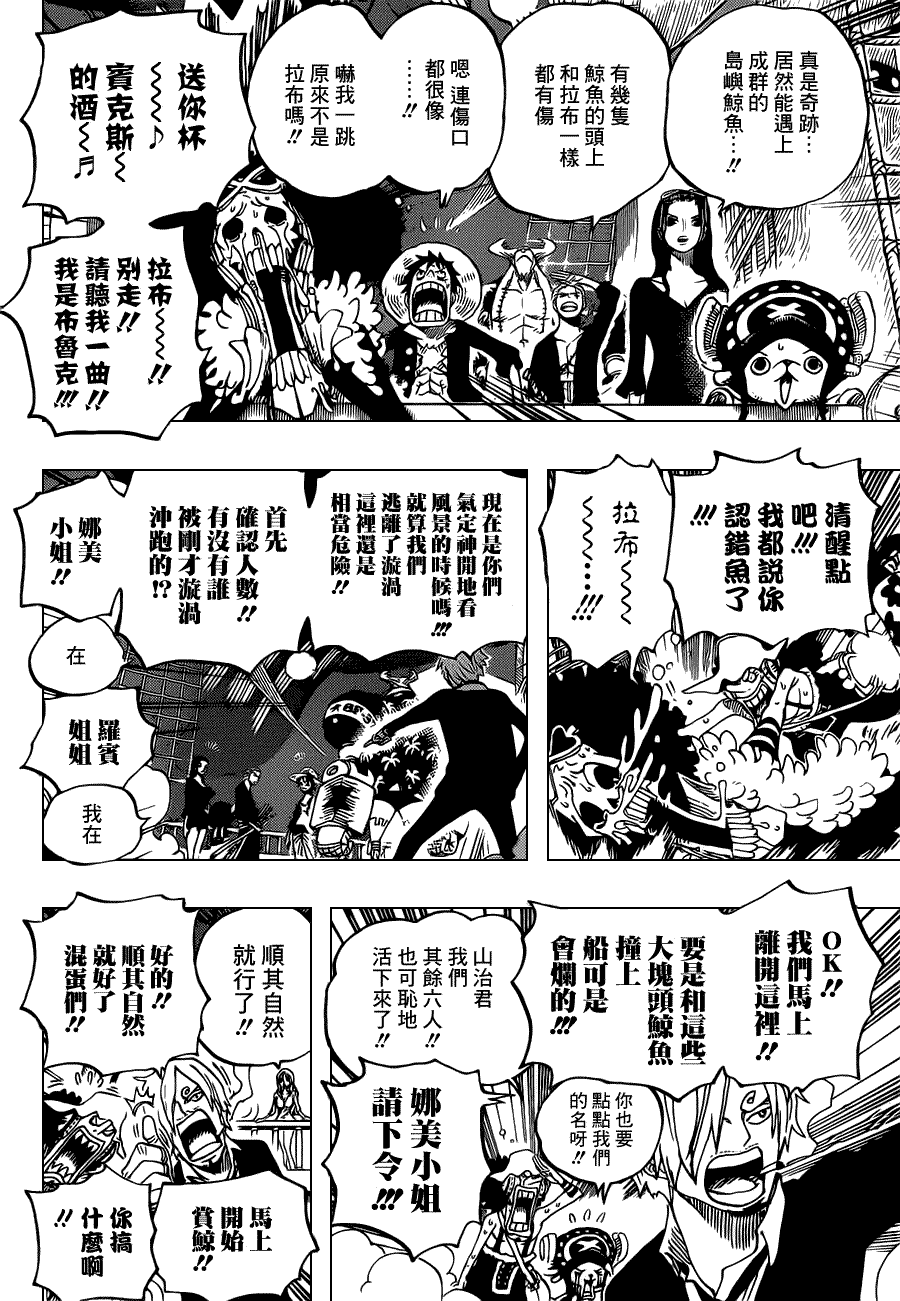 真是奇跡…
居然能遇上
成群的
島嶼鯨魚…!!
有幾隻
鯨魚的頭上
和拉布一樣
都有傷
嗯 連傷口
都很像
……!!
嚇我一跳
原來不是
拉布嗎!!
送你杯
～～～♪
賓克斯～
的酒～～♬
拉布～～!!
別走!!
請聽我一曲!!
我是布魯克!!!
清醒點
吧!!!
我都說你
認錯魚了
!!!
拉布～
～～～…!!!
現在是你們
氣定神閒地看
風景的時候嗎!!!
就算我們
逃離了漩渦
這裡還是
相當危險!!
首先
確認人數!!
有沒有誰
被剛才漩渦
沖跑的!?
娜美
小姐!!
在
羅賓
姐姐
我在
OK!!
我們馬上
離開這裡!!
要是和這些
大塊頭鯨魚
撞上
船可是
會爛的!!!
你也要
點點我們
的名呀!!
山治君
我們
其餘六人
也可恥地
活下來了!!
娜美小姐
請下令!!!
順其自然
就行了!!
好的!!
順其自然
就好了
混蛋們!!
馬上
開始
賞鯨
你搞
什麼啊
!!